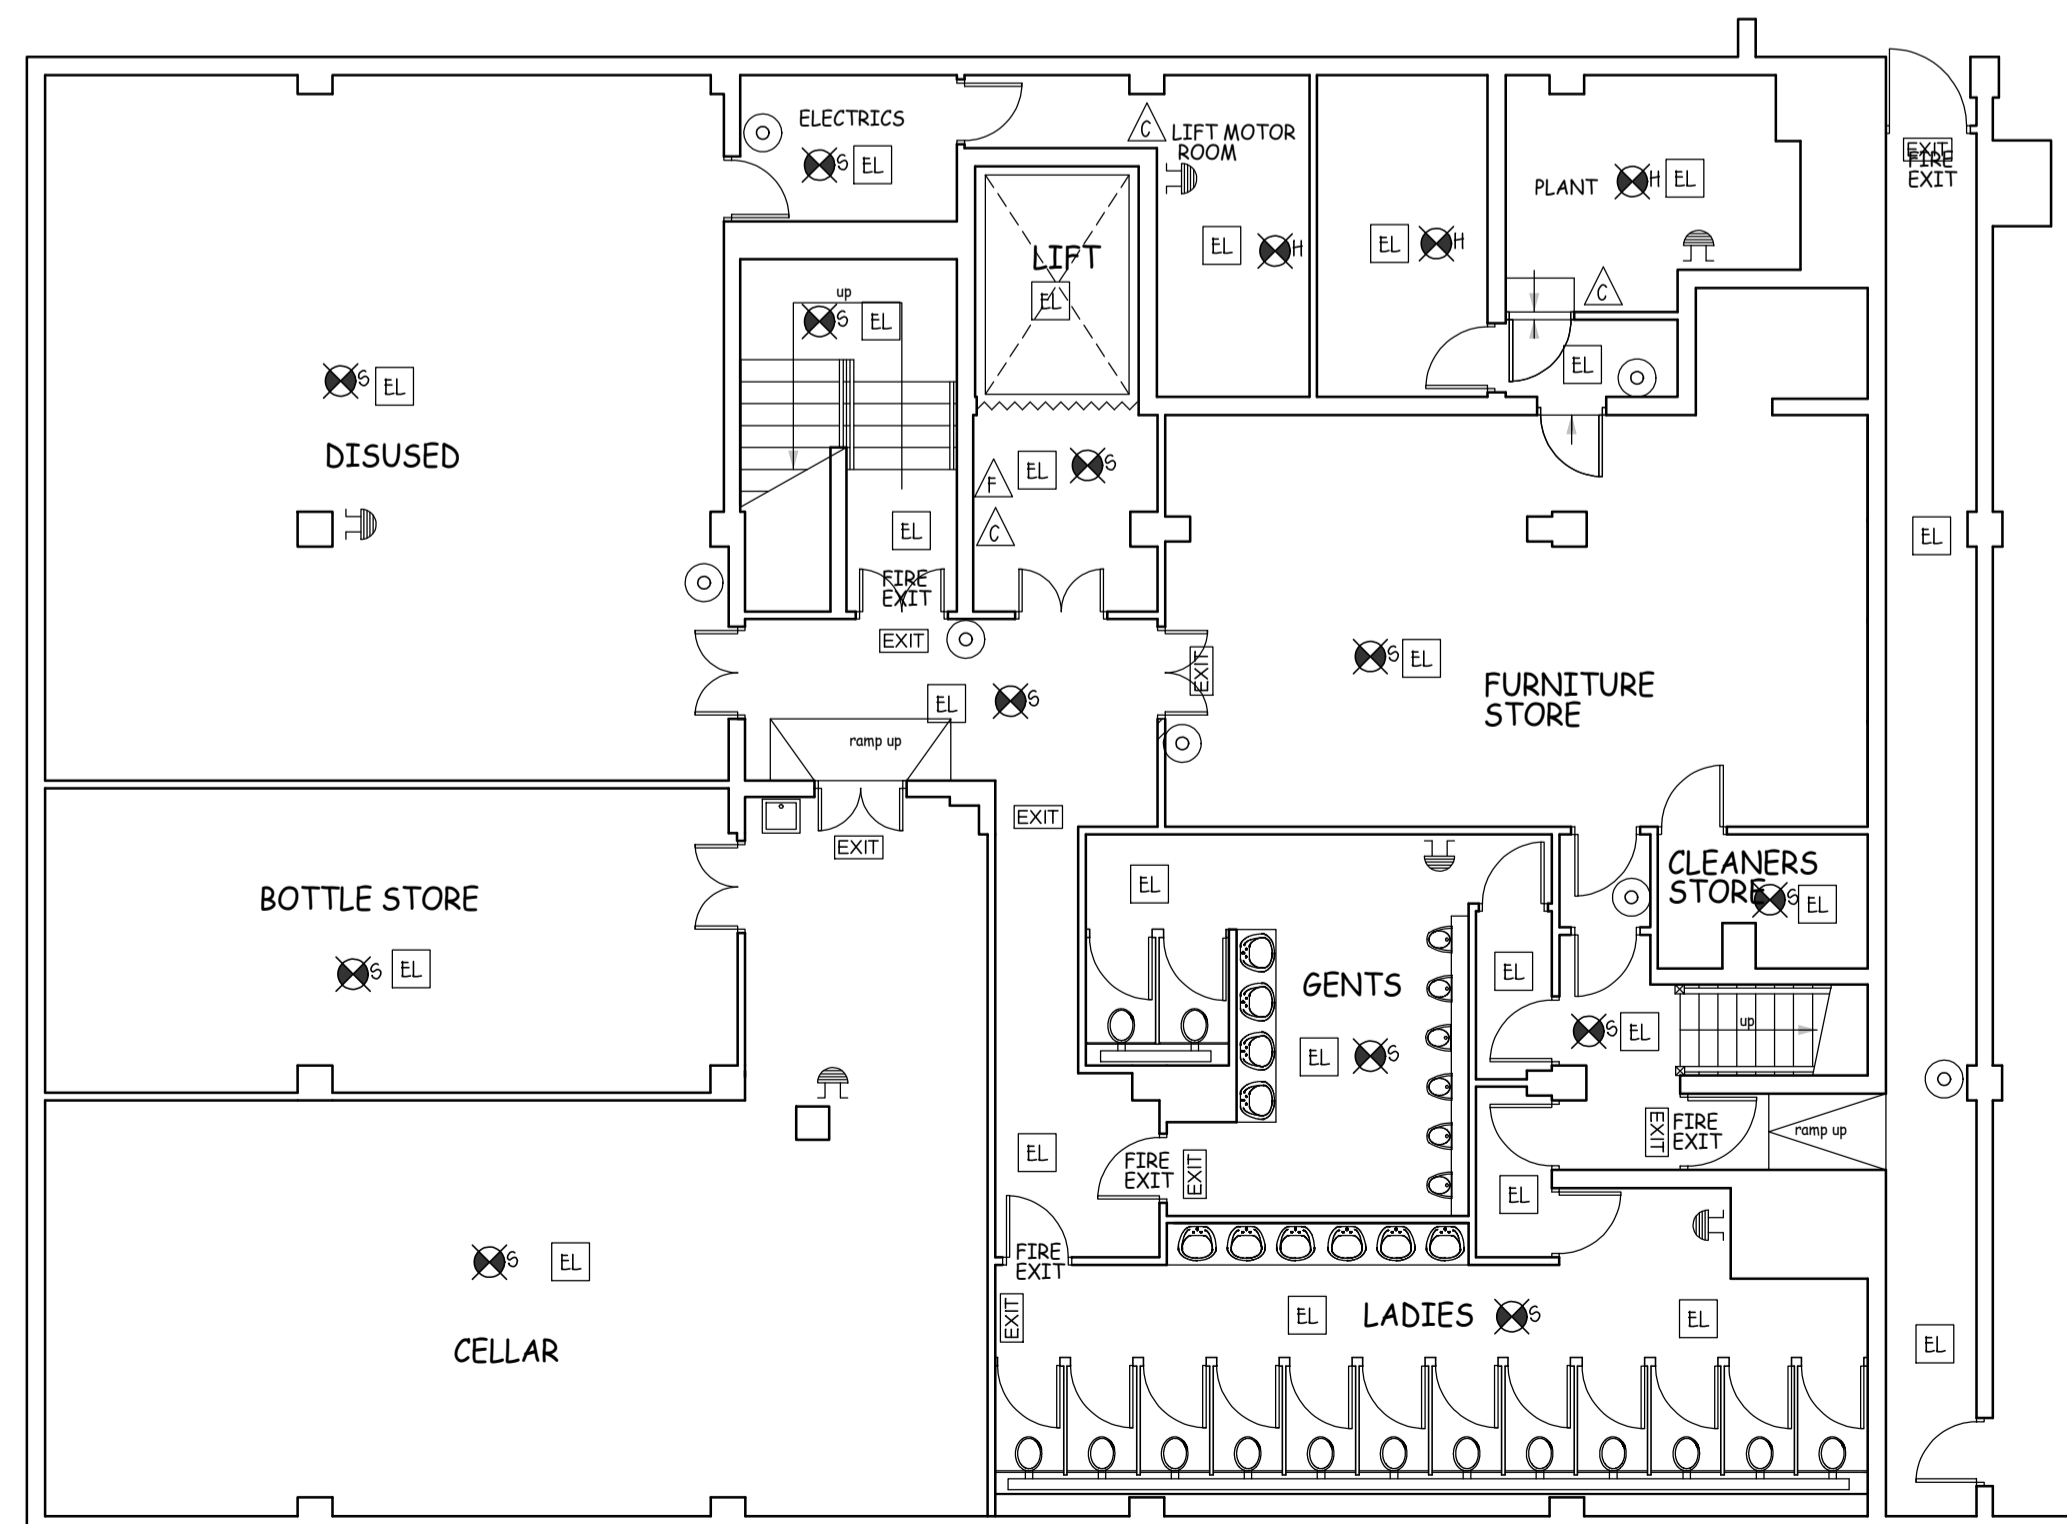 ELECTRICS
S
EL
C
LIFT MOTOR
ROOM
EXIT
FIRE
EXIT
PLANT
H
EL
LIFT
EL
EL
H
EL
H
up
S
EL
C
EL
S
EL
DISUSED
F
EL
S
C
EL
EL
FIRE
EXIT
EXIT
EXIT
S
EL
FURNITURE
STORE
EL
S
ramp up
EXIT
EXIT
CLEANERS
STORE
S
EL
BOTTLE STORE
S
EL
EL
GENTS
EL
S
EL
S
EL
up
EL
FIRE
EXIT
EXIT
EXIT
FIRE
EXIT
ramp up
EL
S
EL
FIRE
EXIT
EXIT
EL
LADIES
S
EL
EL
CELLAR